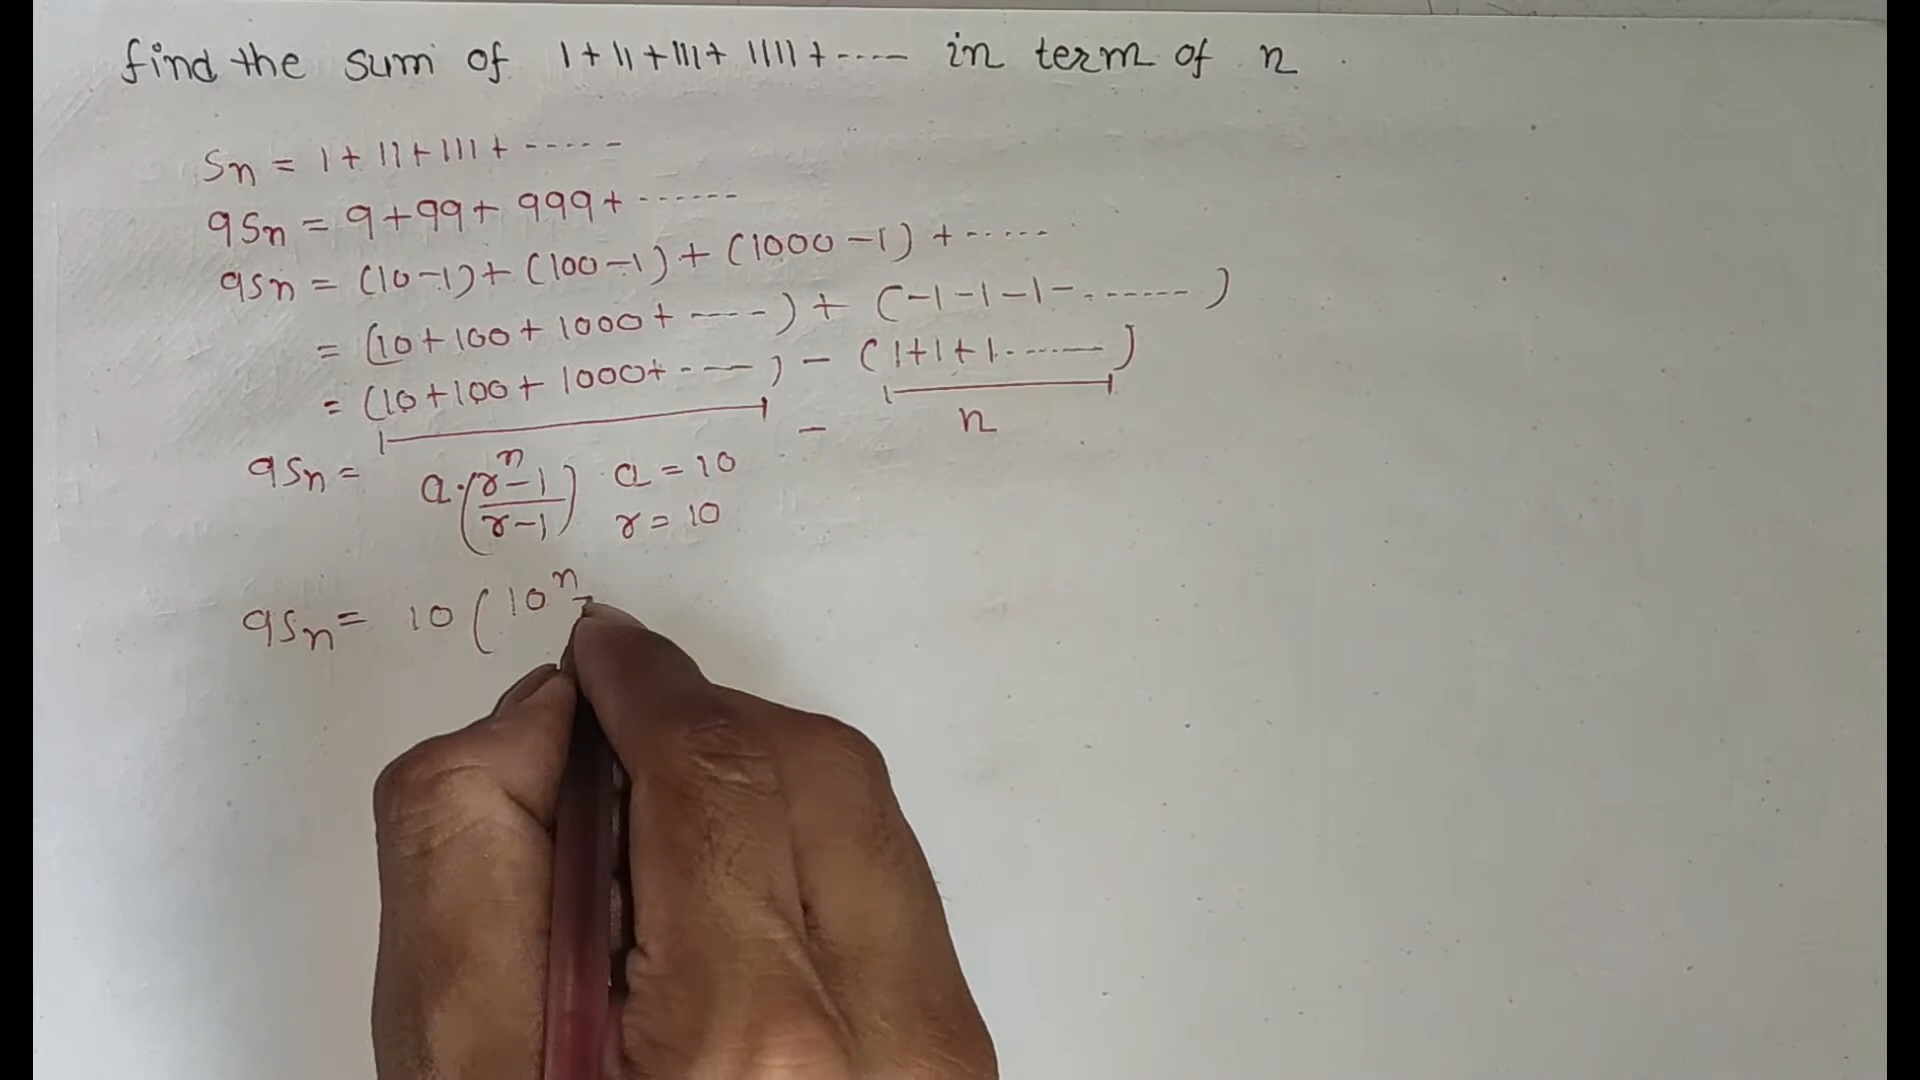 find the sum of 1+11+111+1111+---- in term of n
Sn = 1+11+111+-----
9Sn = 9+99+999+------
9Sn = (10-1)+(100-1)+(1000-1)+-----
= (10+100+1000+----)+(-1-1-1-------)
= (10+100+1000+----)-(1+1+1------)
- n
9Sn = a.(r^n-1/r-1) a=10
r=10
9Sn = 10(10^n-